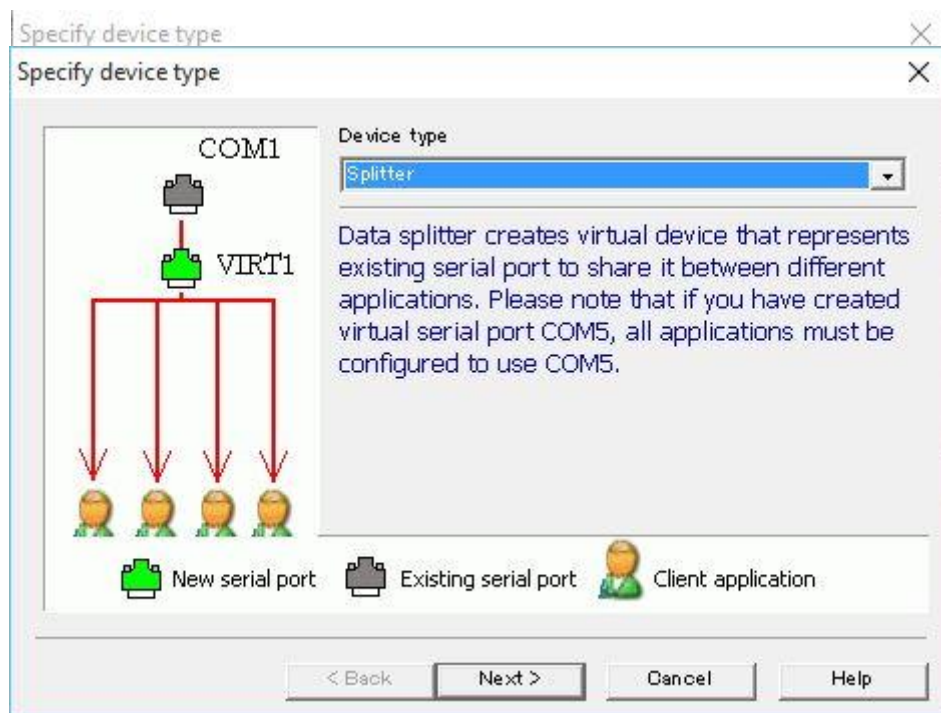 Specify device type
Specify device type
COM1
VIRT1
Device type
Splitter
Data splitter creates virtual device that represents
existing serial port to share it between different
applications. Please note that if you have created
virtual serial port COM5, all applications must be
configured to use COM5.
New serial port
Existing serial port
Client application
< Back
Next >
Cancel
Help